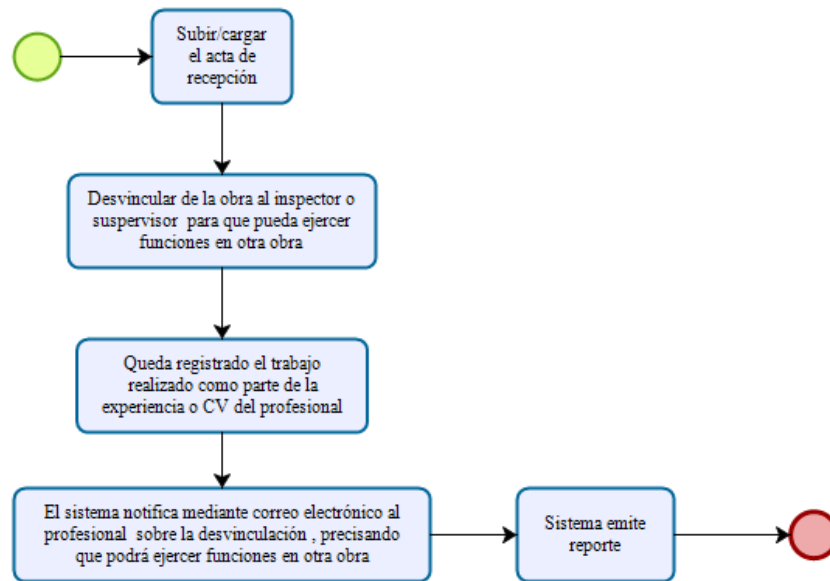 Subir/cargar
el acta de
recepción
Desvincular de la obra al inspector o
suspervisor para que pueda ejercer
funciones en otra obra
Queda registrado el trabajo
realizado como parte de la
experiencia o CV del profesional
El sistema notifica mediante correo electrónico al
profesional sobre la desvinculación , precisando
que podrá ejercer funciones en otra obra
Sistema emite
reporte